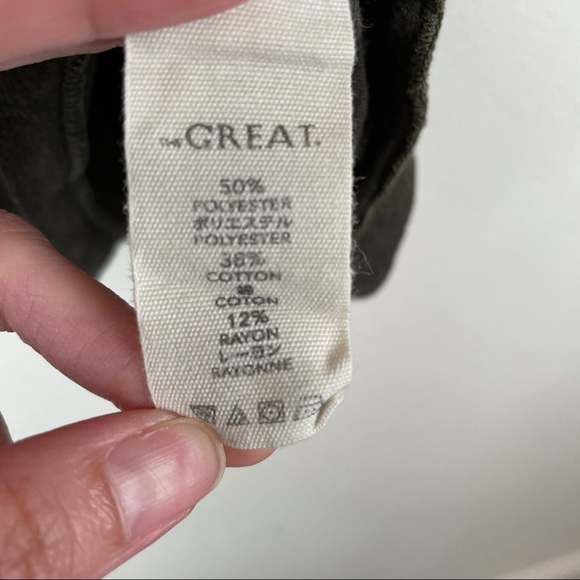 THE GREAT.
50%
POLYESTER
ポリエステル
POLYESTER
38%
COTTON
綿
COTON
12%
RAYON
レーヨン
RAYONNE